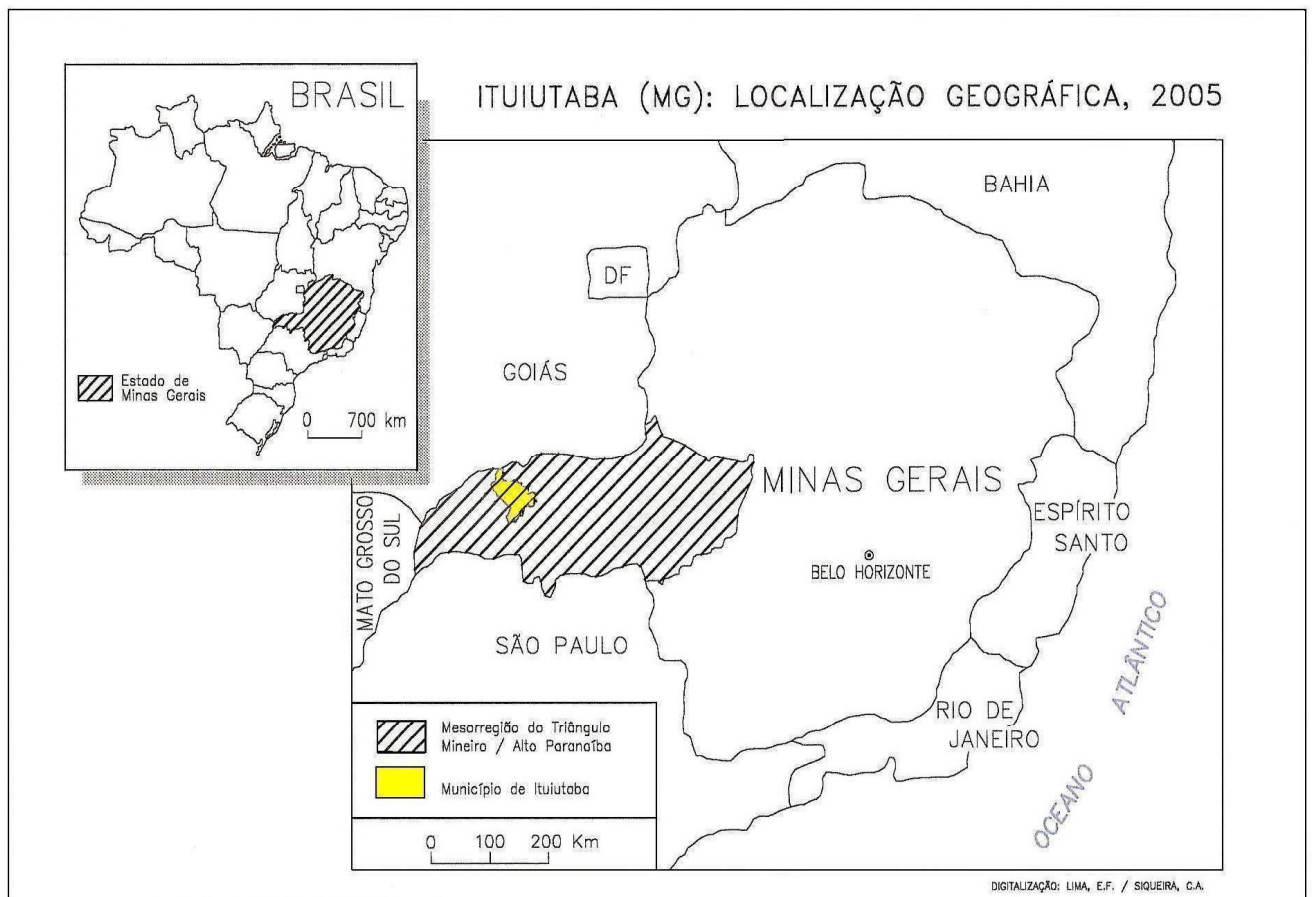 BRASIL
Estado de
Minas Gerais
0 700 km
ITUIUTABA (MG): LOCALIZAÇÃO GEOGRÁFICA, 2005
BAHIA
DF
GOIÁS
MINAS GERAIS
ESPÍRITO
SANTO
BELO HORIZONTE
MATO GROSSO
DO SUL
SÃO PAULO
RIO DE
JANEIRO
OCEANO ATLÂNTICO
Mesorregião do Triângulo
Mineiro / Alto Paranaíba
Município de Ituiutaba
0 100 200 Km
DIGITALIZAÇÃO: LIMA, E.F. / SIQUEIRA, C.A.